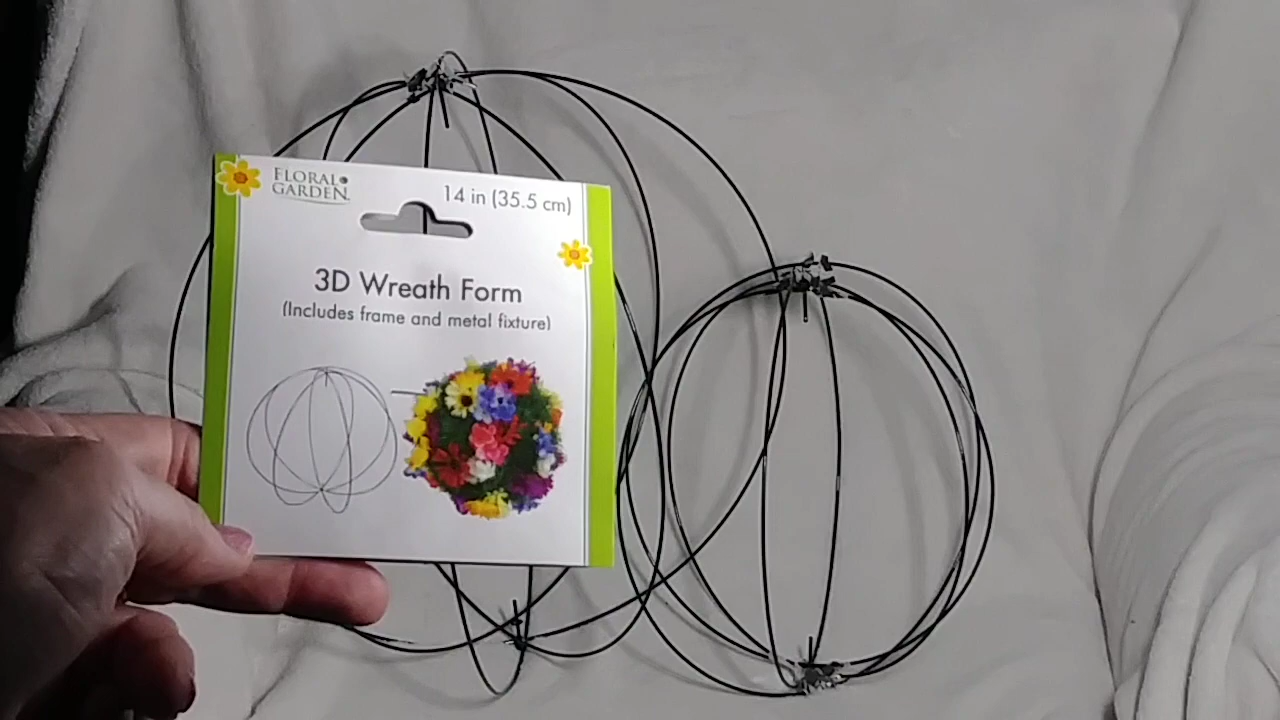 FLORAL
GARDEN
14 in (35.5 cm)
3D Wreath Form
(Includes frame and metal fixture)